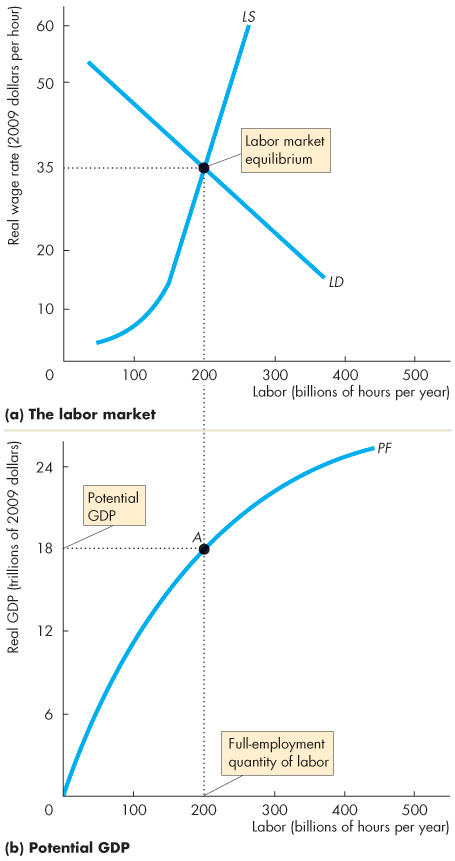 LS
60
50
35
20
10
0
Real wage rate (2009 dollars per hour)
Labor market
equilibrium
LD
100
200
300
400
500
Labor (billions of hours per year)
(a) The labor market
PF
24
18
12
6
0
Real GDP (trillions of 2009 dollars)
Potential
GDP
A
Full-employment
quantity of labor
100
200
300
400
500
Labor (billions of hours per year)
(b) Potential GDP